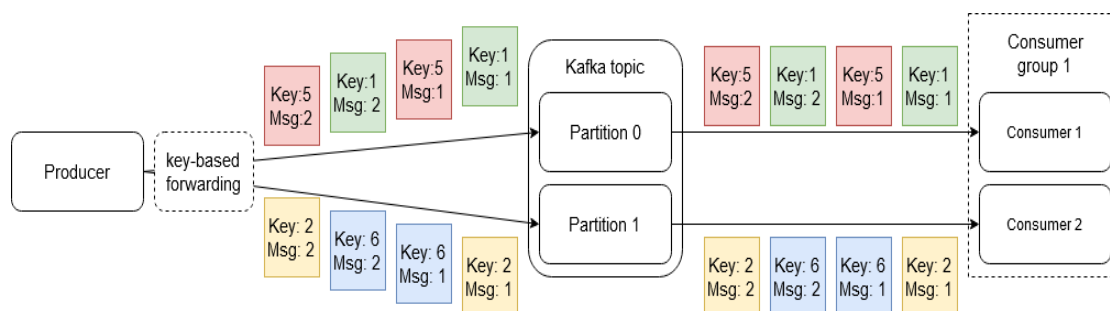 Producer
key-based
forwarding
Key:5
Msg:2
Key:1
Msg: 2
Key:5
Msg:1
Key:1
Msg: 1
Key: 2
Msg: 2
Key: 6
Msg: 2
Key: 6
Msg: 1
Key: 2
Msg: 1
Kafka topic
Partition 0
Partition 1
Key:5
Msg:2
Key:1
Msg: 2
Key:5
Msg:1
Key:1
Msg: 1
Key: 2
Msg: 2
Key: 6
Msg: 2
Key: 6
Msg: 1
Key: 2
Msg: 1
Consumer
group 1
Consumer 1
Consumer 2